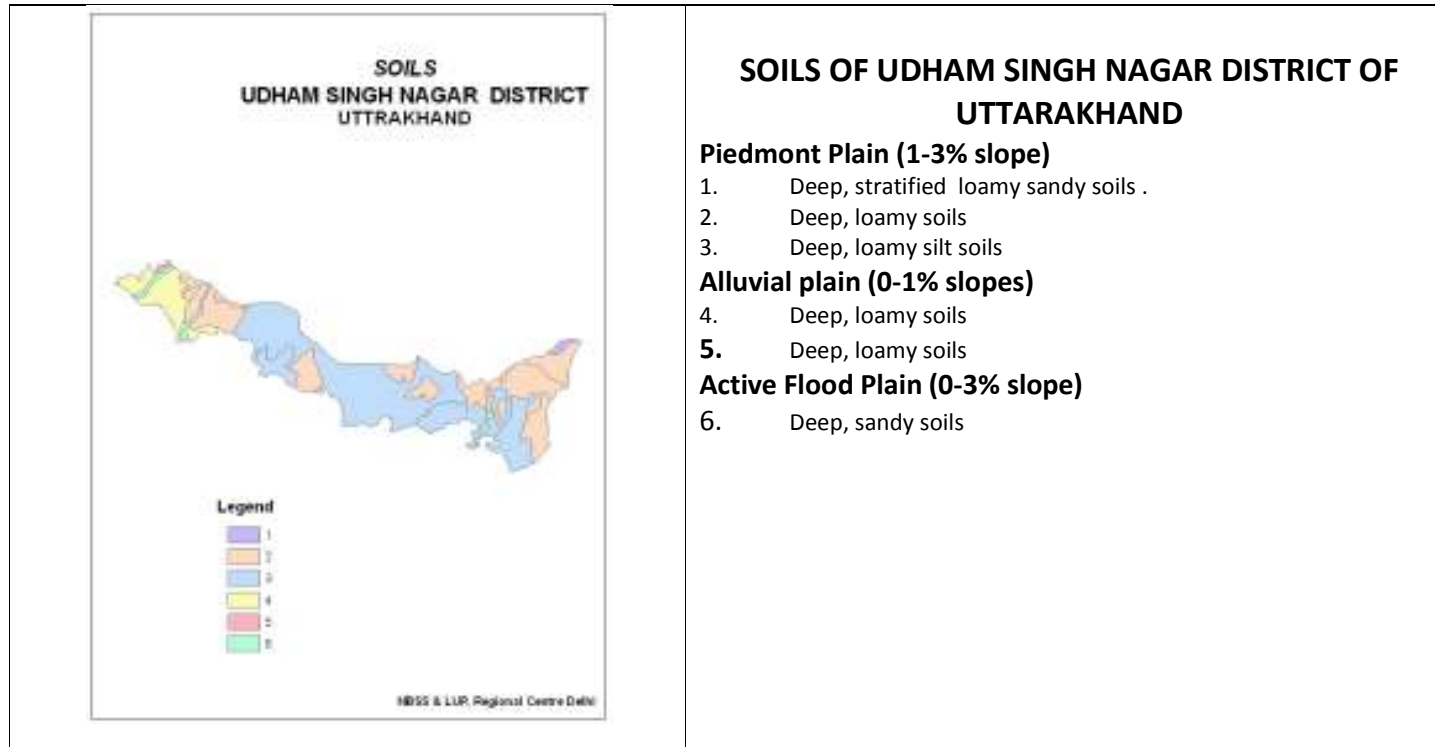 SOILS
UDHAM SINGH NAGAR DISTRICT
UTTRAKHAND
Legend
1
2
3
4
5
6
NBSS & LUP, Regional Centre Delhi
SOILS OF UDHAM SINGH NAGAR DISTRICT OF
UTTARAKHAND
Piedmont Plain (1-3% slope)
1. Deep, stratified loamy sandy soils .
2. Deep, loamy soils
3. Deep, loamy silt soils
Alluvial plain (0-1% slopes)
4. Deep, loamy soils
5. Deep, loamy soils
Active Flood Plain (0-3% slope)
6. Deep, sandy soils